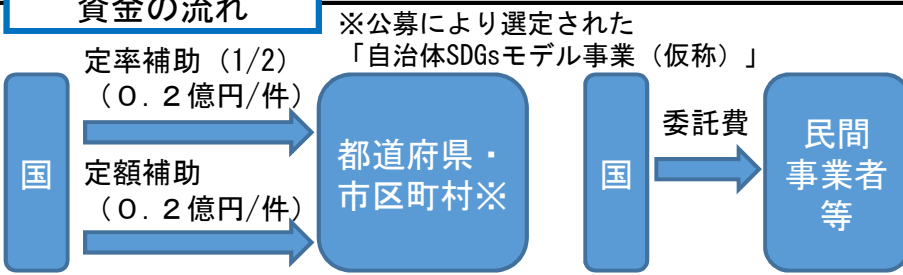 資金の流れ
※公募により選定された
「自治体SDGsモデル事業（仮称）」
定率補助（1/2）
（０．２億円/件）
国
定額補助
（０．２億円/件）
都道府県・
市区町村※
国
委託費
民間
事業者
等